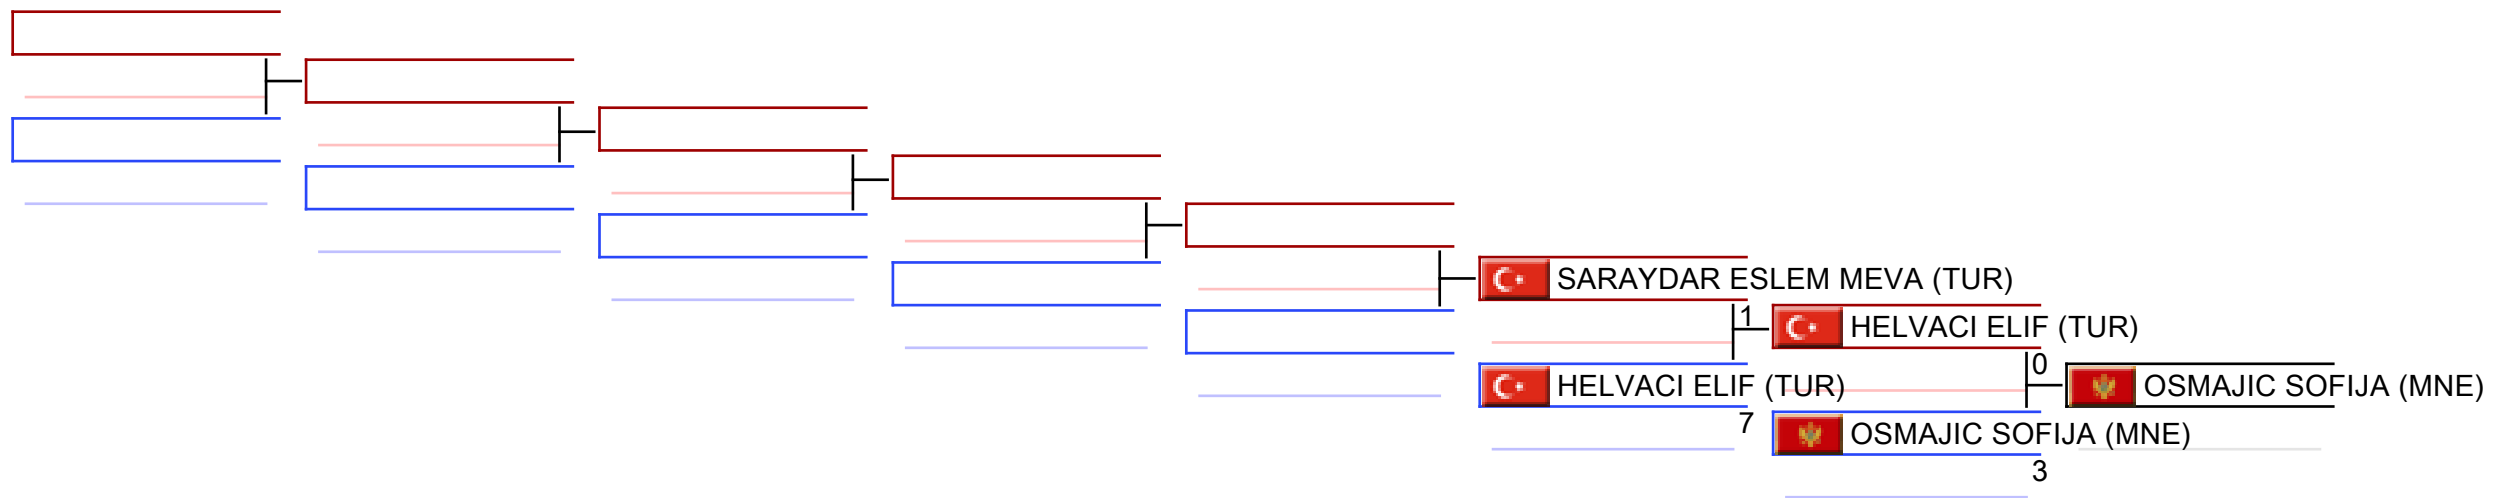 SARAYDAR ESLEM MEVA (TUR)
1
HELVACI ELIF (TUR)
0
HELVACI ELIF (TUR)
OSMAJIC SOFIJA (MNE)
7
OSMAJIC SOFIJA (MNE)
3